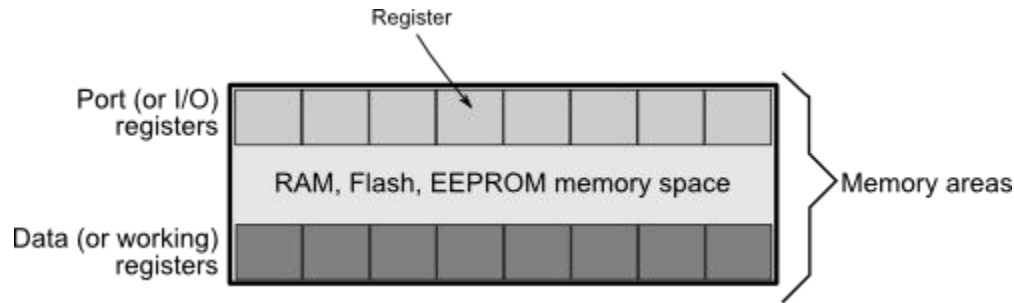 Register
Port (or I/O)
registers
RAM, Flash, EEPROM memory space
Memory areas
Data (or working)
registers